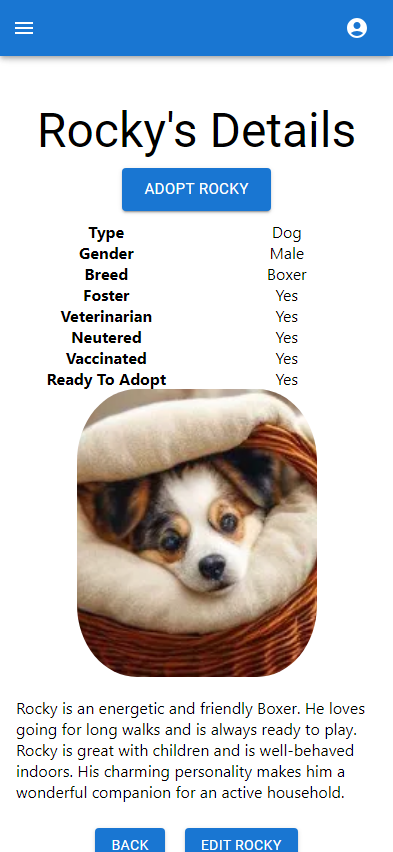 Rocky's Details
ADOPT ROCKY
Type Dog
Gender Male
Breed Boxer
Foster Yes
Veterinarian Yes
Neutered Yes
Vaccinated Yes
Ready To Adopt Yes
Rocky is an energetic and friendly Boxer. He loves
going for long walks and is always ready to play.
Rocky is great with children and is well-behaved
indoors. His charming personality makes him a
wonderful companion for an active household.
BACK EDIT ROCKY